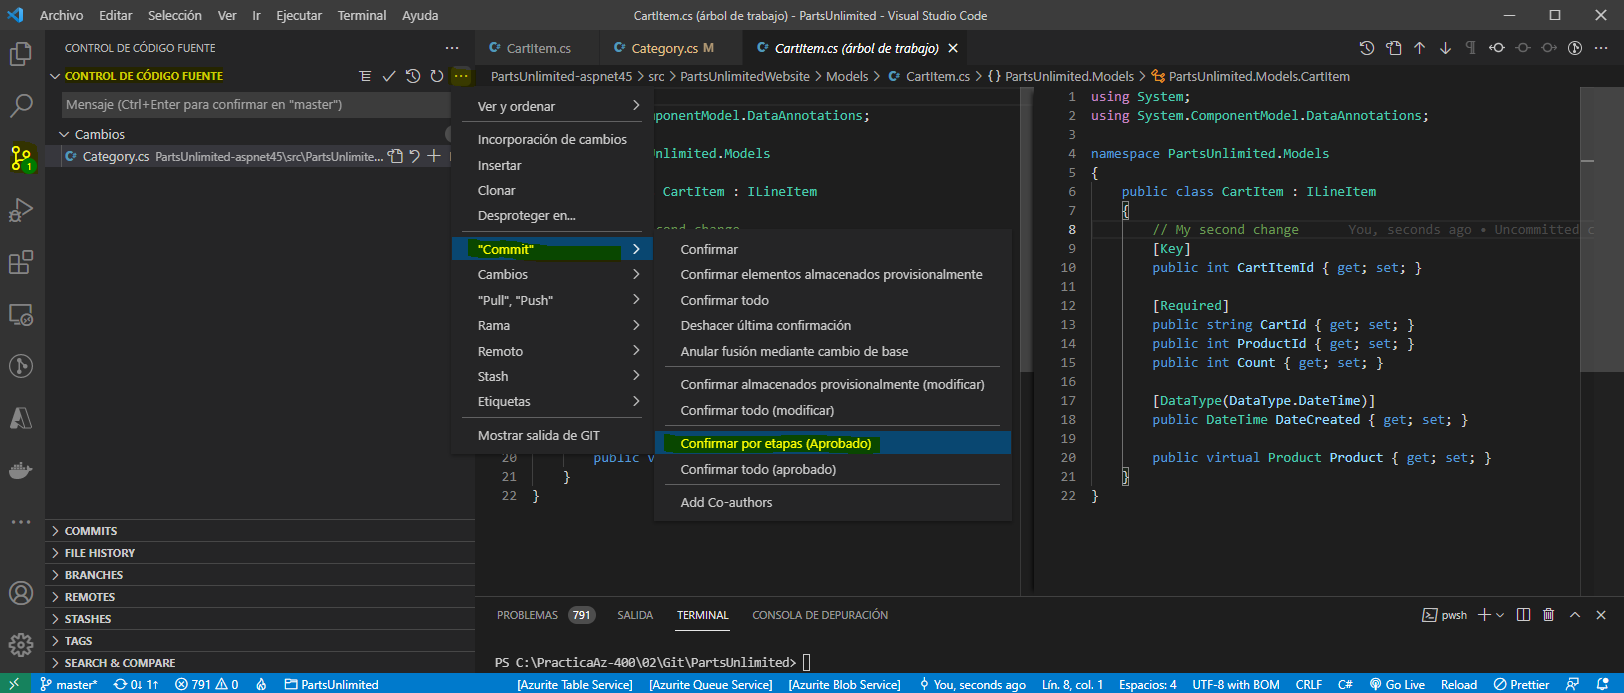 Archivo Editar Selección Ver Ir Ejecutar Terminal Ayuda
CartItem.cs (árbol de trabajo) - PartsUnlimited - Visual Studio Code
CONTROL DE CÓDIGO FUENTE
CONTROL DE CÓDIGO FUENTE
Mensaje (Ctrl+Enter para confirmar en "master")
Cambios
Category.cs PartsUnlimited-aspnet45\src\PartsUnlimite...
1
COMMITS
FILE HISTORY
BRANCHES
REMOTES
STASHES
TAGS
SEARCH & COMPARE
CartItem.cs
Category.cs M
CartItem.cs (árbol de trabajo)
PartsUnlimited-aspnet45 > src > PartsUnlimitedWebsite > Models > CartItem.cs > {} PartsUnlimited.Models > PartsUnlimited.Models.CartItem
Ver y ordenar
Incorporación de cambios
Insertar
Clonar
Desproteger en...
"Commit"
Cambios
"Pull", "Push"
Rama
Remoto
Stash
Etiquetas
Mostrar salida de GIT
Confirmar
Confirmar elementos almacenados provisionalmente
Confirmar todo
Deshacer última confirmación
Anular fusión mediante cambio de base
Confirmar almacenados provisionalmente (modificar)
Confirmar todo (modificar)
Confirmar por etapas (Aprobado)
Confirmar todo (aprobado)
Add Co-authors
ponentModel.DataAnnotations;
nlimited.Models
CartItem : ILineItem
cond change
20 public v
21 }
22 }
1 using System;
2 using System.ComponentModel.DataAnnotations;
3
4 namespace PartsUnlimited.Models
5 {
6 public class CartItem : ILineItem
7 {
8 // My second change You, seconds ago • Uncommitted c
9 [Key]
10 public int CartItemId { get; set; }
11
12 [Required]
13 public string CartId { get; set; }
14 public int ProductId { get; set; }
15 public int Count { get; set; }
16
17 [DataType(DataType.DateTime)]
18 public DateTime DateCreated { get; set; }
19
20 public virtual Product Product { get; set; }
21 }
22 }
PROBLEMAS 791 SALIDA TERMINAL CONSOLA DE DEPURACIÓN
pwsh
PS C:\PracticaAz-400\02\Git\PartsUnlimited>
master* 0↓ 1↑ 791 0 PartsUnlimited [Azurite Table Service] [Azurite Queue Service] [Azurite Blob Service] You, seconds ago Lín. 8, col. 1 Espacios: 4 UTF-8 with BOM CRLF C# Go Live Reload Prettier